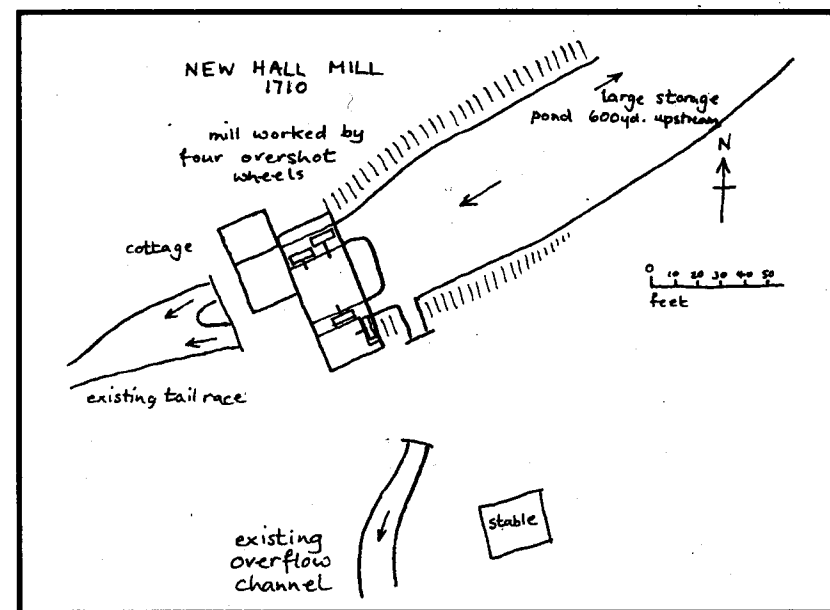 NEW HALL MILL
1710
mill worked by
four overshot
wheels
large storage
pond 600yd. upstream
N
cottage
0 10 20 30 40 50
feet
existing tail race
stable
existing
overflow
channel